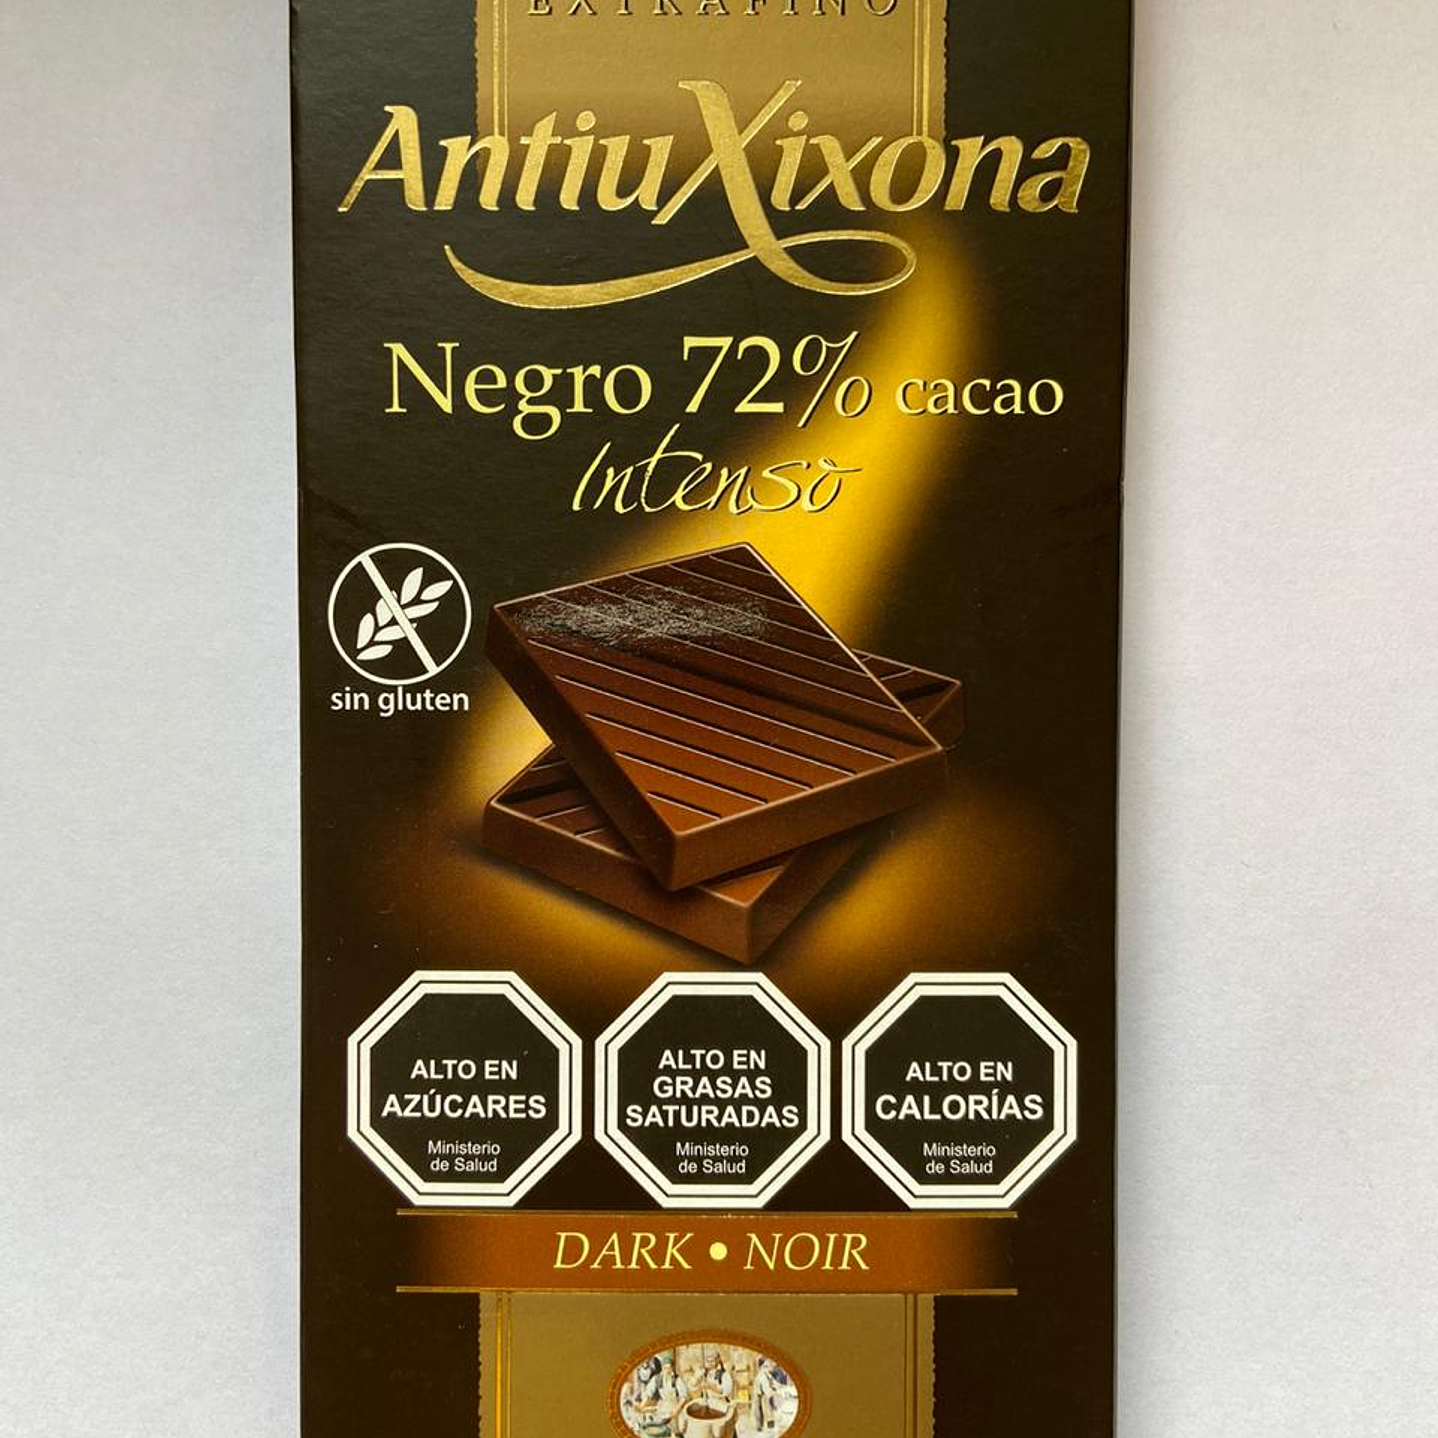 EXTRAFINO
AntiuXixona
Negro 72% cacao
Intenso
sin gluten
ALTO EN
AZÚCARES
Ministerio
de Salud
ALTO EN
GRASAS
SATURADAS
Ministerio
de Salud
ALTO EN
CALORÍAS
Ministerio
de Salud
DARK • NOIR